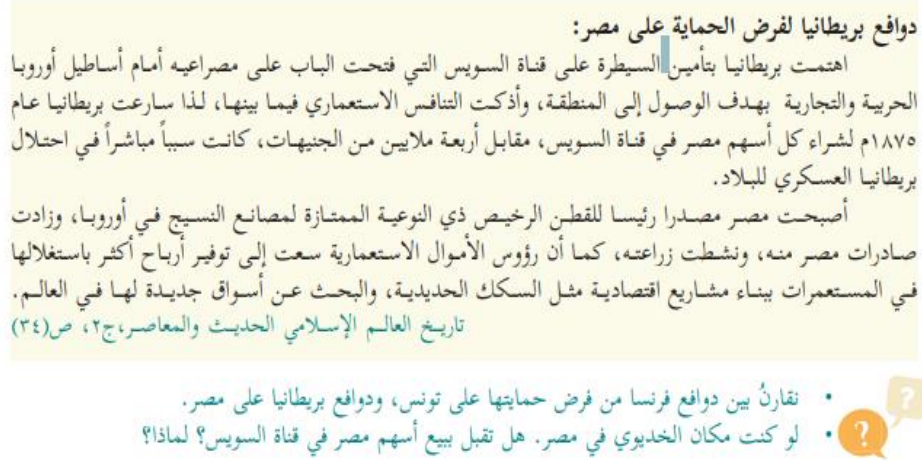 دوافع بريطانيا لفرض الحماية على مصر:
اهتمت بريطانيا بتأمين السيطرة على قناة السويس التي فتحت الباب على مصراعيه أمام أساطيل أوروبا
الحربية والتجارية بهدف الوصول إلى المنطقة، وأذكت التنافس الاستعماري فيما بينها، لذا سارعت بريطانيا عام
١٨٧٥م لشراء كل أسهم مصر في قناة السويس، مقابل أربعة ملايين من الجنيهات، كانت سبباً مباشراً في احتلال
بريطانيا العسكري للبلاد.
أصبحت مصر مصدرا رئيسا للقطن الرخيص ذي النوعية الممتازة لمصانع النسيج في أوروبا، وزادت
صادرات مصر منه، ونشطت زراعته، كما أن رؤوس الأموال الاستعمارية سعت إلى توفير أرباح أكثر باستغلالها
في المستعمرات ببناء مشاريع اقتصادية مثل السكك الحديدية، والبحث عن أسواق جديدة لها في العالم.
تاريخ العالم الإسلامي الحديث والمعاصر،ج٢، ص(٣٤)
• نقارنُ بين دوافع فرنسا من فرض حمايتها على تونس، ودوافع بريطانيا على مصر.
• لو كنت مكان الخديوي في مصر. هل تقبل ببيع أسهم مصر في قناة السويس؟ لماذا؟